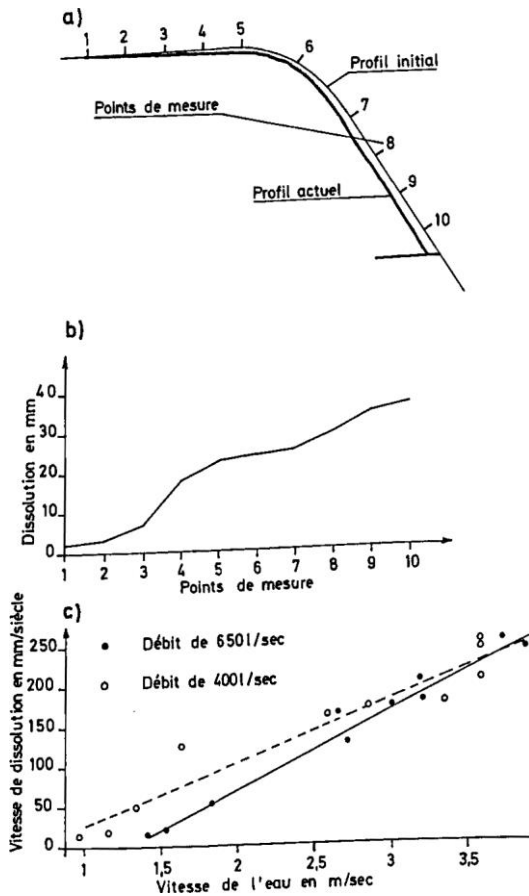 a)
1 2 3 4 5
6
Profil initial
Points de mesure
7
8
9
Profil actuel
10
b)
Dissolution en mm
40
30
20
10
0
1 2 3 4 5 6 7 8 9 10
Points de mesure
c)
Vitesse de dissolution en mm/siècle
250
200
150
100
50
0
Débit de 650l/sec
Débit de 400l/sec
1 1,5 2 2,5 3 3,5
Vitesse de l'eau en m/sec